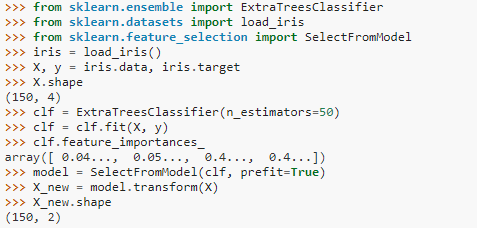 >>> from sklearn.ensemble import ExtraTreesClassifier
>>> from sklearn.datasets import load_iris
>>> from sklearn.feature_selection import SelectFromModel
>>> iris = load_iris()
>>> X, y = iris.data, iris.target
>>> X.shape
(150, 4)
>>> clf = ExtraTreesClassifier(n_estimators=50)
>>> clf = clf.fit(X, y)
>>> clf.feature_importances_
array([ 0.04..., 0.05..., 0.4..., 0.4...])
>>> model = SelectFromModel(clf, prefit=True)
>>> X_new = model.transform(X)
>>> X_new.shape
(150, 2)